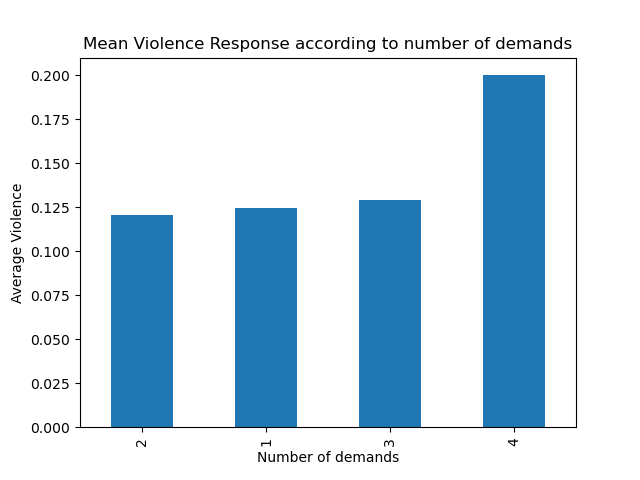 Mean Violence Response according to number of demands
0.200
0.175
0.150
0.125
0.100
0.075
0.050
0.025
0.000
Average Violence
2 1 3 4
Number of demands